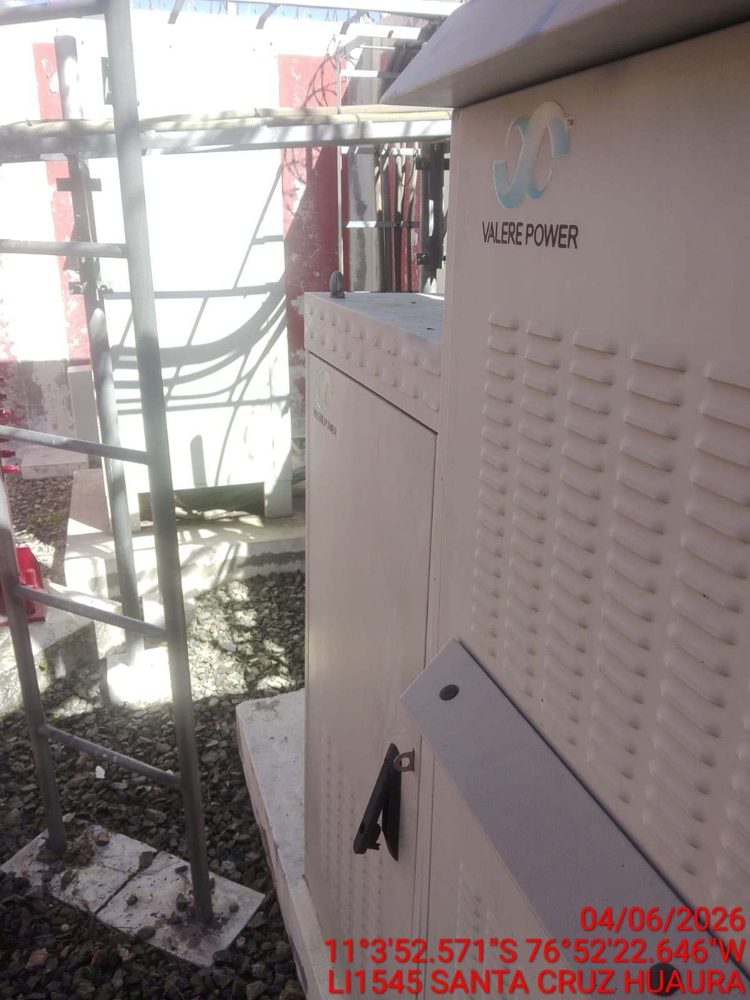 TM
VALERE POWER
VALERE POWER
04/06/2026
11°3'52.571"S 76°52'22.646"W
LI1545 SANTA CRUZ HUAURA